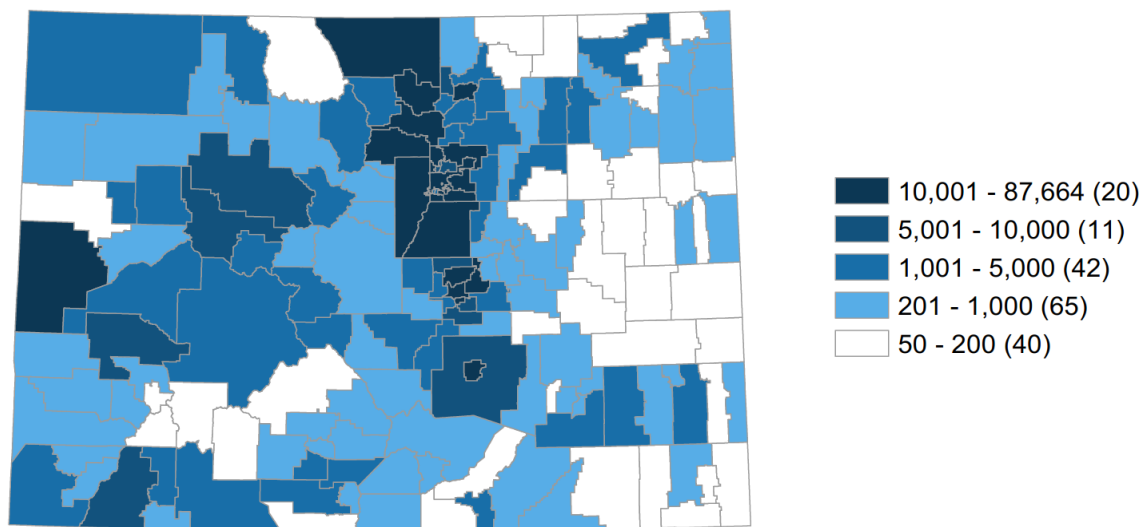 10,001 - 87,664 (20)
5,001 - 10,000 (11)
1,001 - 5,000 (42)
201 - 1,000 (65)
50 - 200 (40)